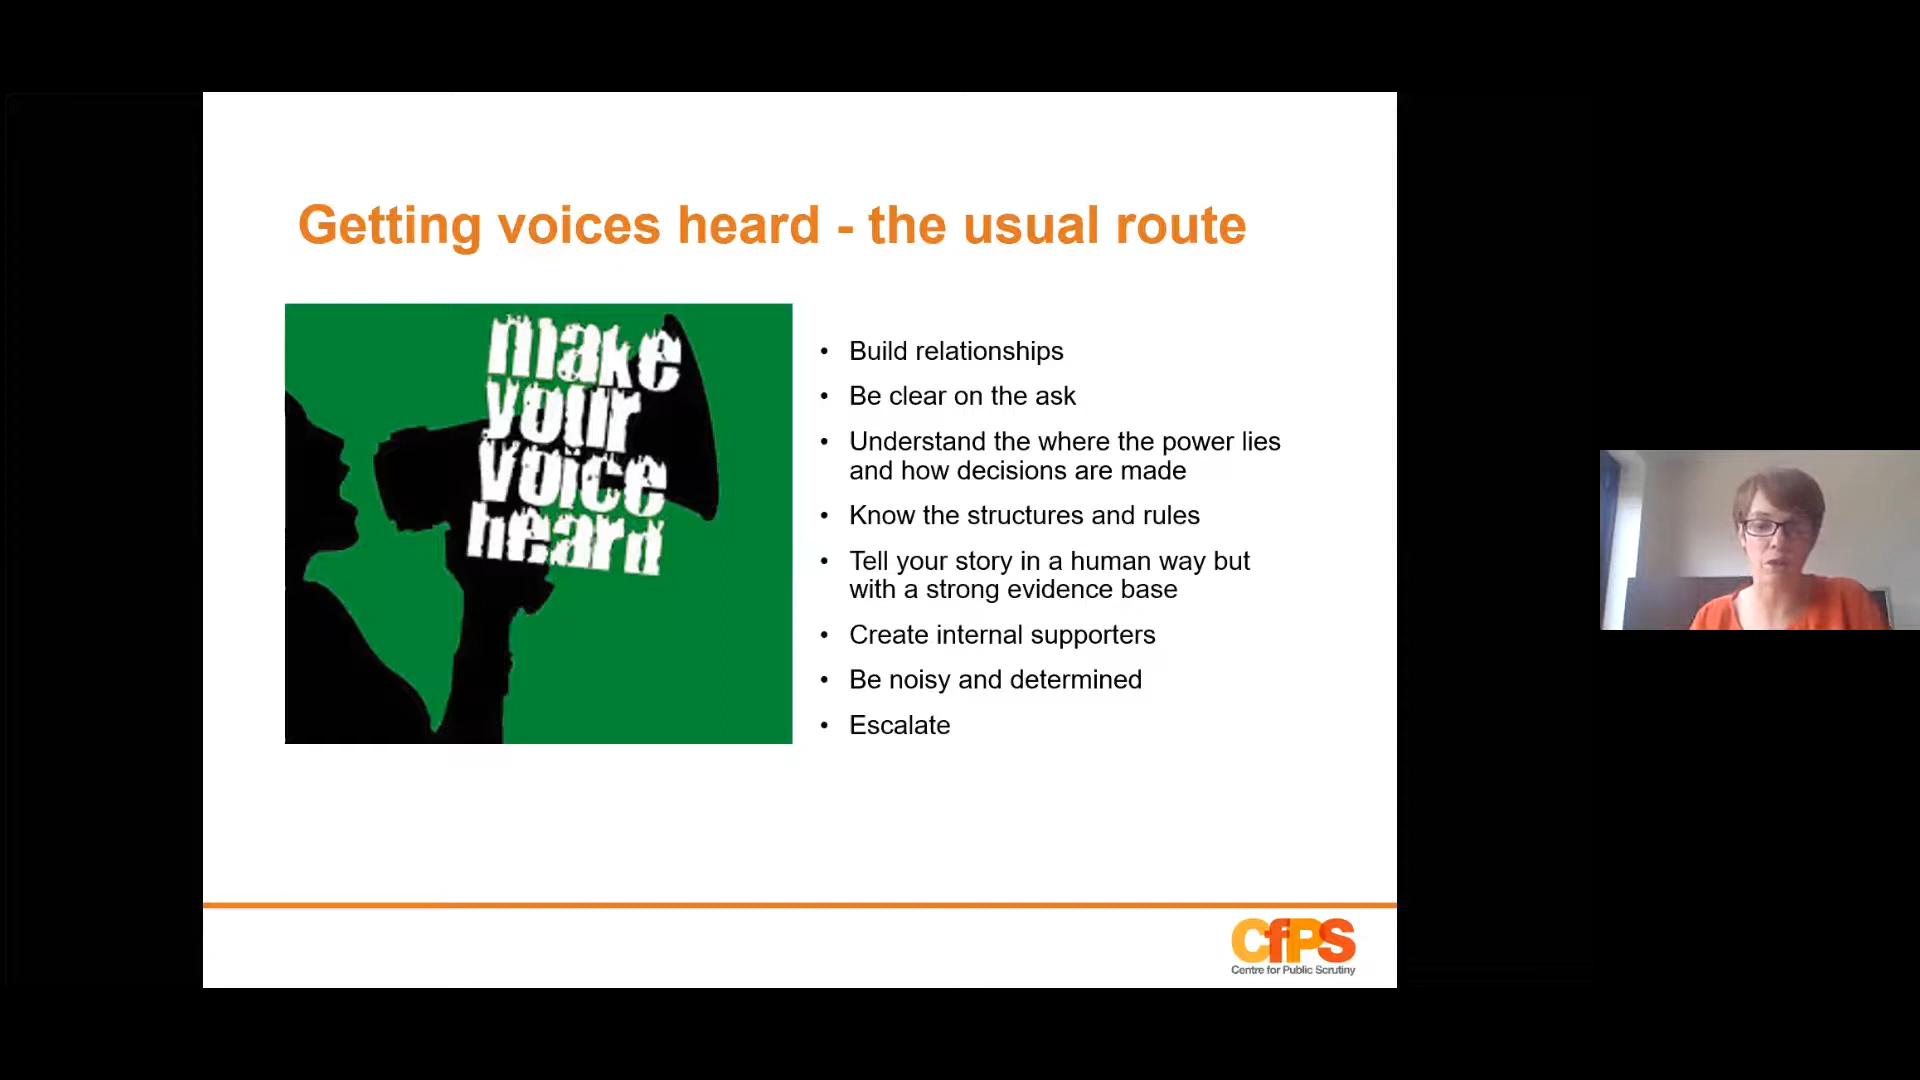 Getting voices heard - the usual route
make
your
voice
heard
• Build relationships
• Be clear on the ask
• Understand the where the power lies
and how decisions are made
• Know the structures and rules
• Tell your story in a human way but
with a strong evidence base
• Create internal supporters
• Be noisy and determined
• Escalate
CfPS
Centre for Public Scrutiny